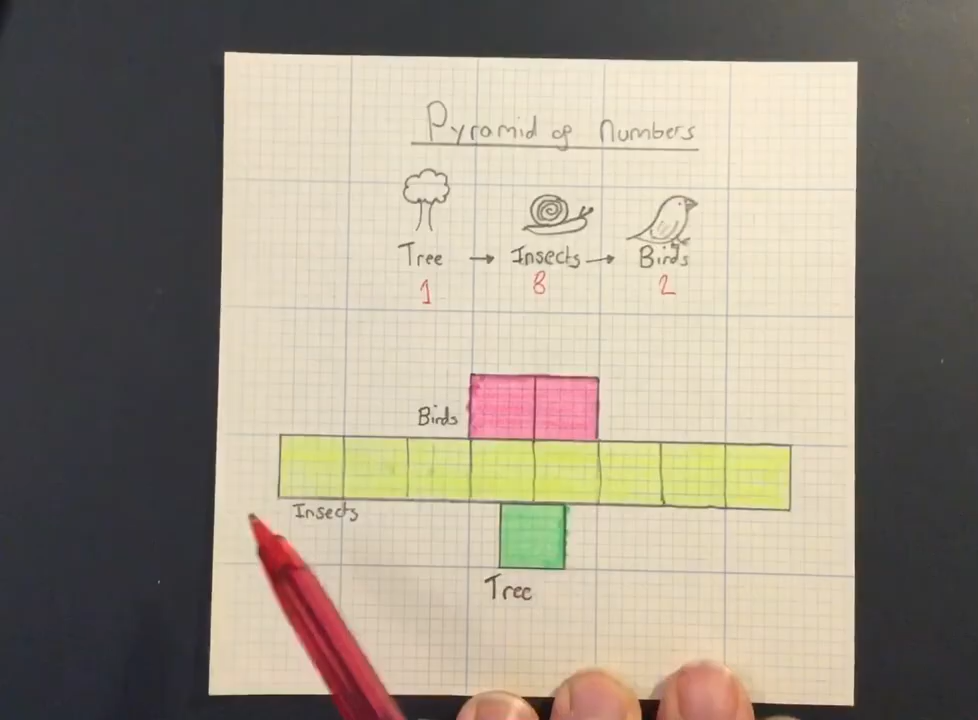 Pyramid of Numbers
Tree → Insects → Birds
1 8 2
Birds
Insects
Tree